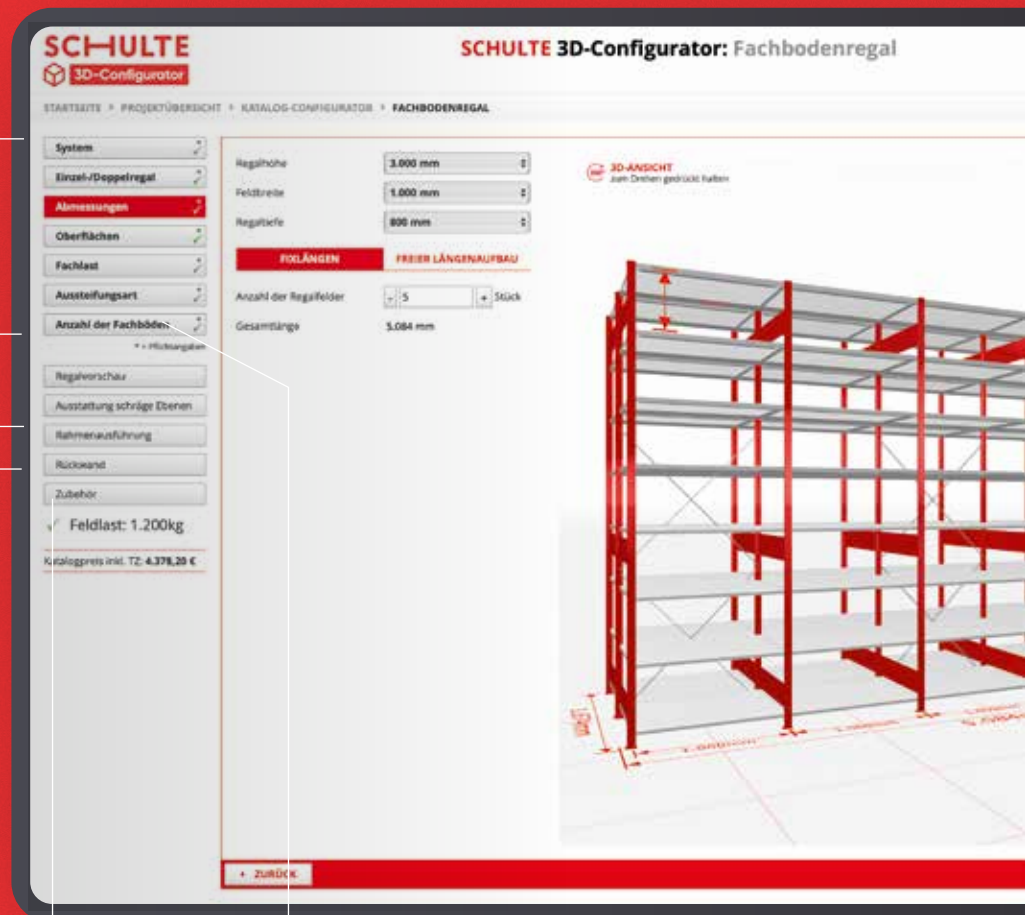 SCHULTE
3D-Configurator
SCHULTE 3D-Configurator: Fachbodenregal
STARTSEITE PROJEKTÜBERSICHT KATALOG-CONFIGURATOR FACHBODENREGAL
System
Einzel-/Doppelregal
Abmessungen
Oberflächen
Fachlast
Aussteifungsart
Anzahl der Fachböden
* = Pflichtangaben
Regalvorschau
Ausstattung schräge Ebenen
Rahmenausführung
Rückwand
Zubehör
Feldlast: 1.200kg
Katalogpreis inkl. TZ: 4.378,20 €
Regalhöhe 3.000 mm
Feldbreite 1.000 mm
Regaltiefe 800 mm
FIXLÄNGEN FREIER LÄNGENAUFBAU
Anzahl der Regalfelder - 5 + Stück
Gesamtlänge 5.084 mm
3D-ANSICHT
zum Drehen gedrückt halten
ZURÜCK